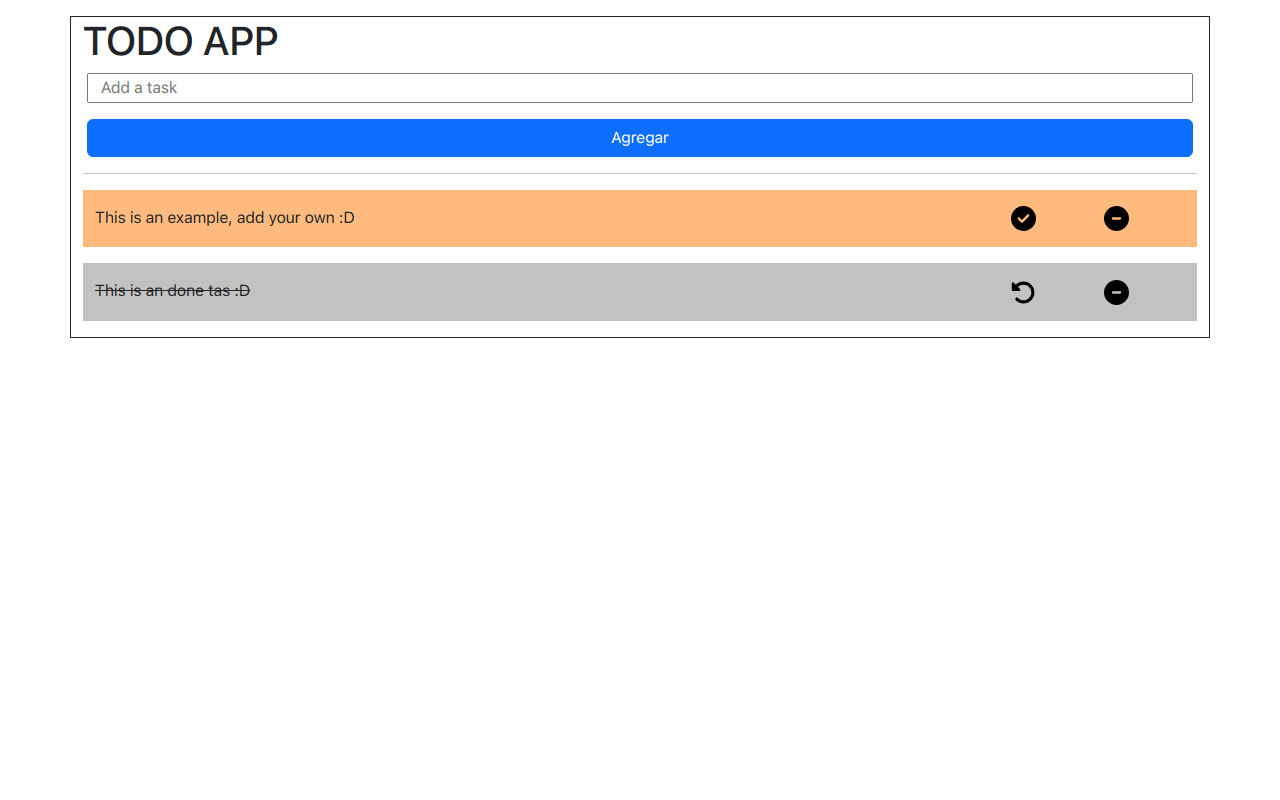 TODO APP
Add a task
Agregar
This is an example, add your own :D
This is an done tas :D